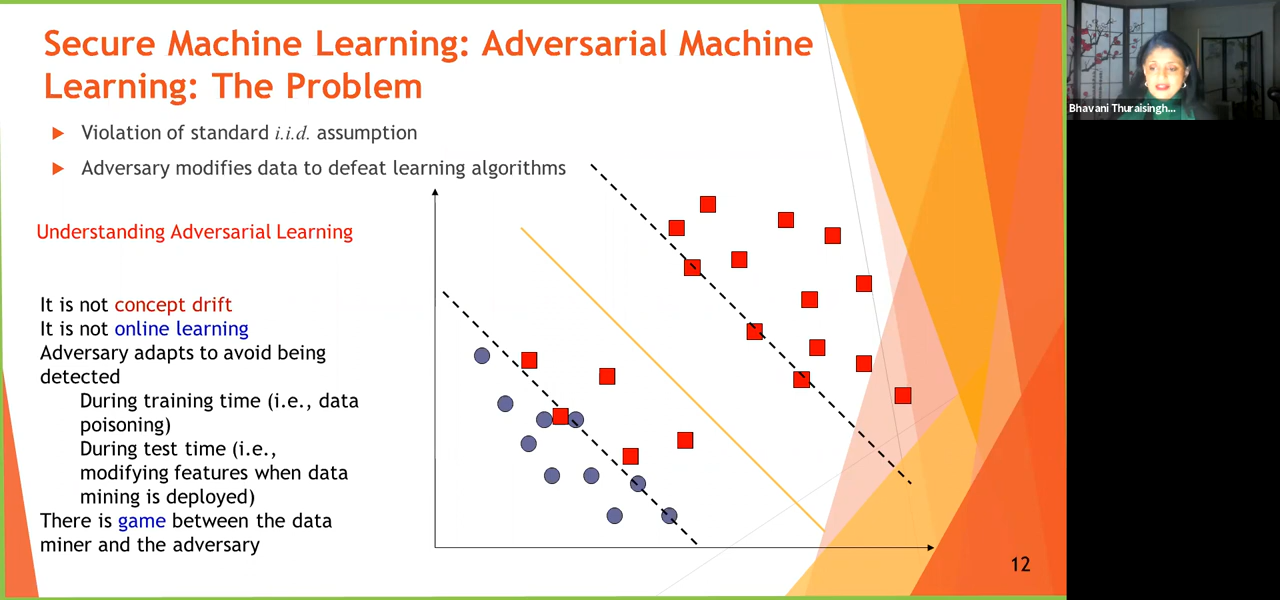 Secure Machine Learning: Adversarial Machine
Learning: The Problem
Violation of standard i.i.d. assumption
Adversary modifies data to defeat learning algorithms
Understanding Adversarial Learning
It is not concept drift
It is not online learning
Adversary adapts to avoid being
detected
During training time (i.e., data
poisoning)
During test time (i.e.,
modifying features when data
mining is deployed)
There is game between the data
miner and the adversary
12
Bhavani Thuraisingh...